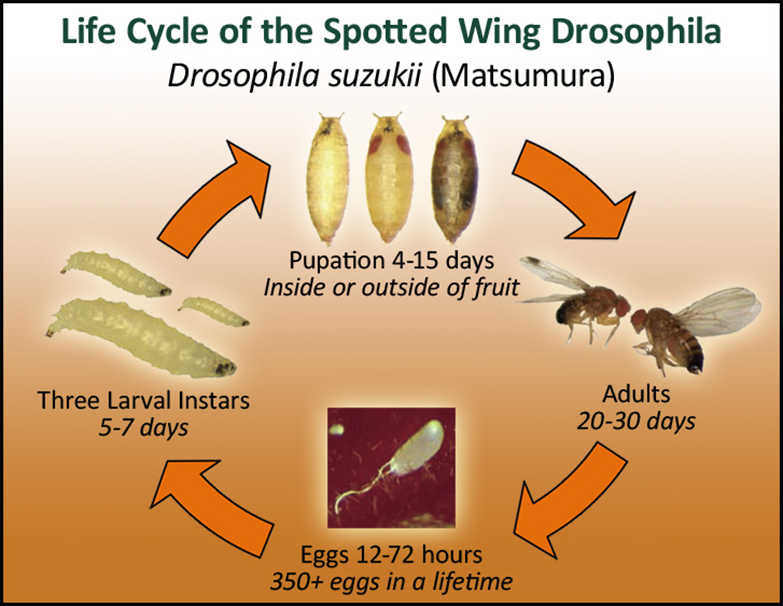 Life Cycle of the Spotted Wing Drosophila
Drosophila suzukii (Matsumura)
Pupation 4-15 days
Inside or outside of fruit
Three Larval Instars
5-7 days
Adults
20-30 days
Eggs 12-72 hours
350+ eggs in a lifetime